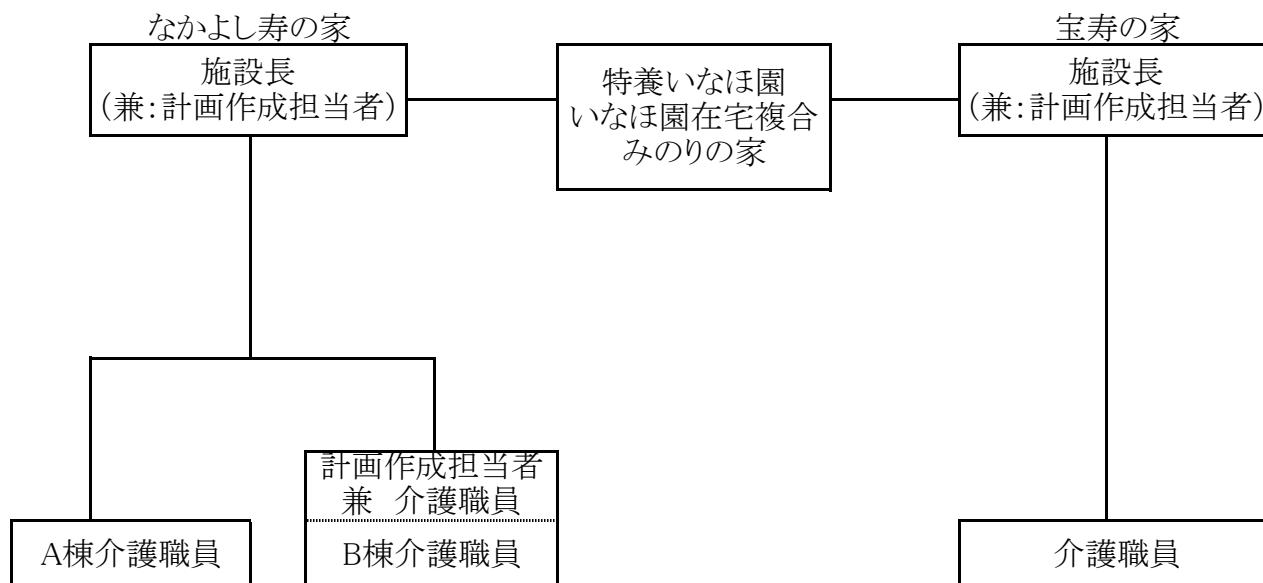 なかよし寿の家
施設長
(兼:計画作成担当者)
特養いなほ園
いなほ園在宅複合
みのりの家
宝寿の家
施設長
(兼:計画作成担当者)
計画作成担当者
兼　介護職員
A棟介護職員
B棟介護職員
介護職員